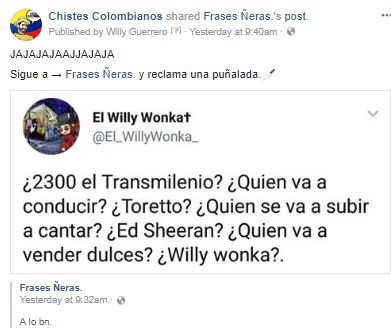 Chistes Colombianos shared Frases Ñeras.'s post.
Published by Willy Guerrero [?] · Yesterday at 9:40am ·
JAJAJAJAAJJAJAJA
Sigue a → Frases Ñeras. y reclama una puñalada.🔪
El Willy Wonka†
@El_WillyWonka_
¿2300 el Transmilenio? ¿Quien va a
conducir? ¿Toretto? ¿Quien se va a subir
a cantar? ¿Ed Sheeran? ¿Quien va a
vender dulces? ¿Willy wonka?.
Frases Ñeras.
Yesterday at 9:32am ·
A lo bn.